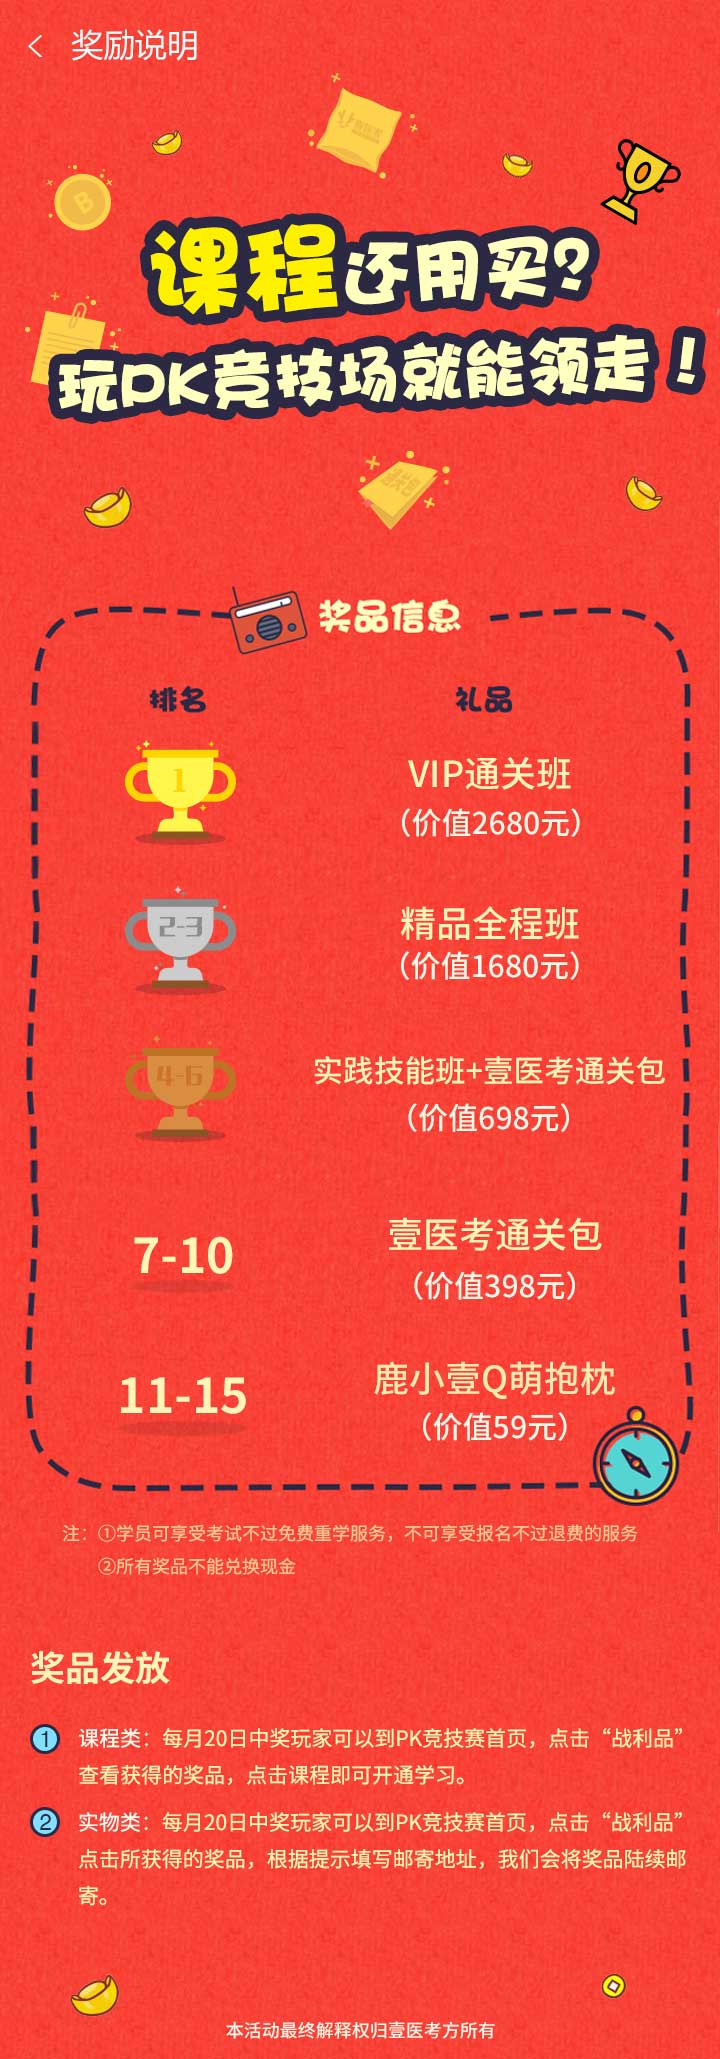 奖励说明
壹医考
B
0
课程还用买?
钱包
玩PK竞技场就能领走!
奖品信息
排名 礼品
1 VIP通关班
(价值2680元)
2-3 精品全程班
(价值1680元)
4-6 实践技能班+壹医考通关包
(价值698元)
7-10 壹医考通关包
(价值398元)
11-15 鹿小壹Q萌抱枕
(价值59元)
注:①学员可享受考试不过免费重学服务,不可享受报名不过退费的服务
②所有奖品不能兑换现金
奖品发放
1 课程类:每月20日中奖玩家可以到PK竞技赛首页,点击“战利品”
查看获得的奖品,点击课程即可开通学习。
2 实物类:每月20日中奖玩家可以到PK竞技赛首页,点击“战利品”
点击所获得的奖品,根据提示填写邮寄地址,我们会将奖品陆续邮
寄。
本活动最终解释权归壹医考方所有